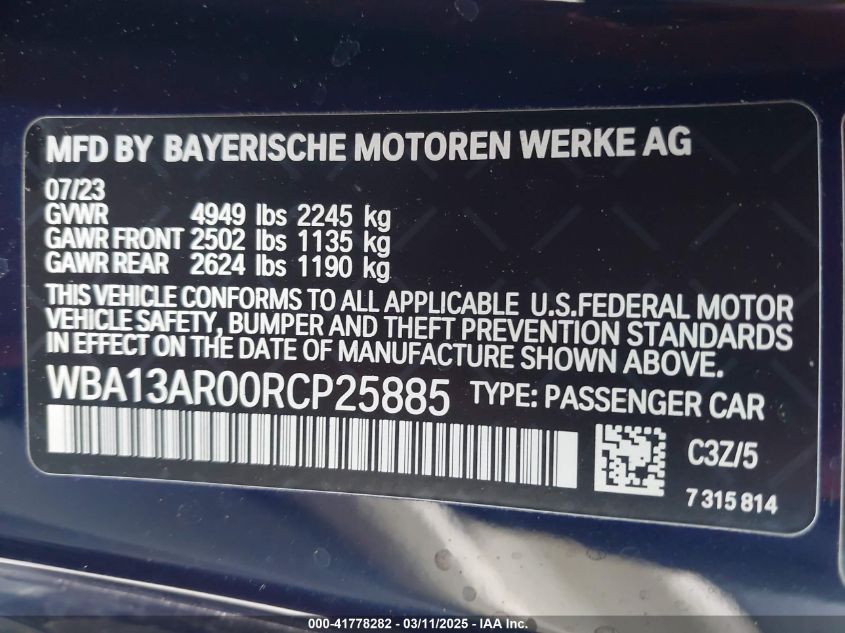 MFD BY BAYERISCHE MOTOREN WERKE AG
07/23
GVWR 4949 lbs 2245 kg
GAWR FRONT 2502 lbs 1135 kg
GAWR REAR 2624 lbs 1190 kg
THIS VEHICLE CONFORMS TO ALL APPLICABLE U.S.FEDERAL MOTOR
VEHICLE SAFETY, BUMPER AND THEFT PREVENTION STANDARDS
IN EFFECT ON THE DATE OF MANUFACTURE SHOWN ABOVE.
WBA13AR00RCP25885 TYPE: PASSENGER CAR
C3Z/5
7 315 814
000-41778282 - 03/11/2025 - IAA Inc.